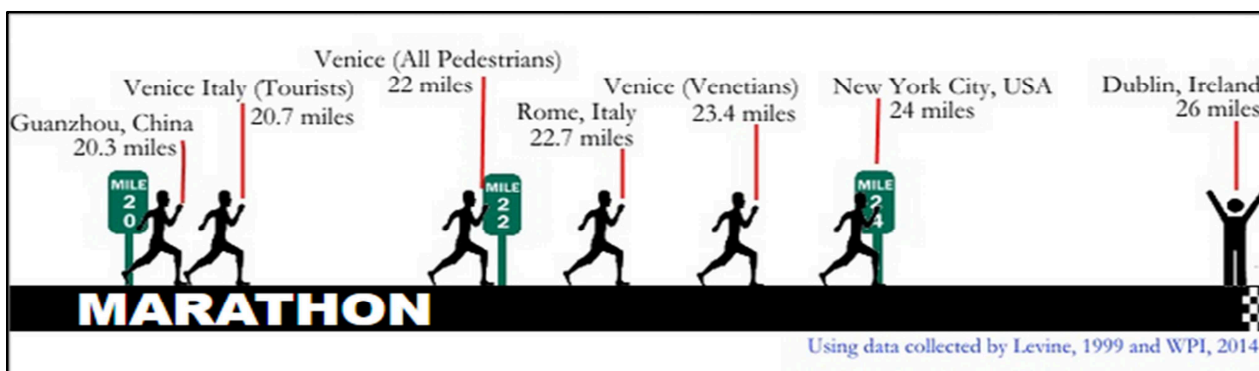 Guanzhou, China
20.3 miles
Venice Italy (Tourists)
20.7 miles
Venice (All Pedestrians)
22 miles
Rome, Italy
22.7 miles
Venice (Venetians)
23.4 miles
New York City, USA
24 miles
Dublin, Ireland
26 miles
MILE
2
0
MILE
2
2
MILE
2
4
MARATHON
Using data collected by Levine, 1999 and WPI, 2014